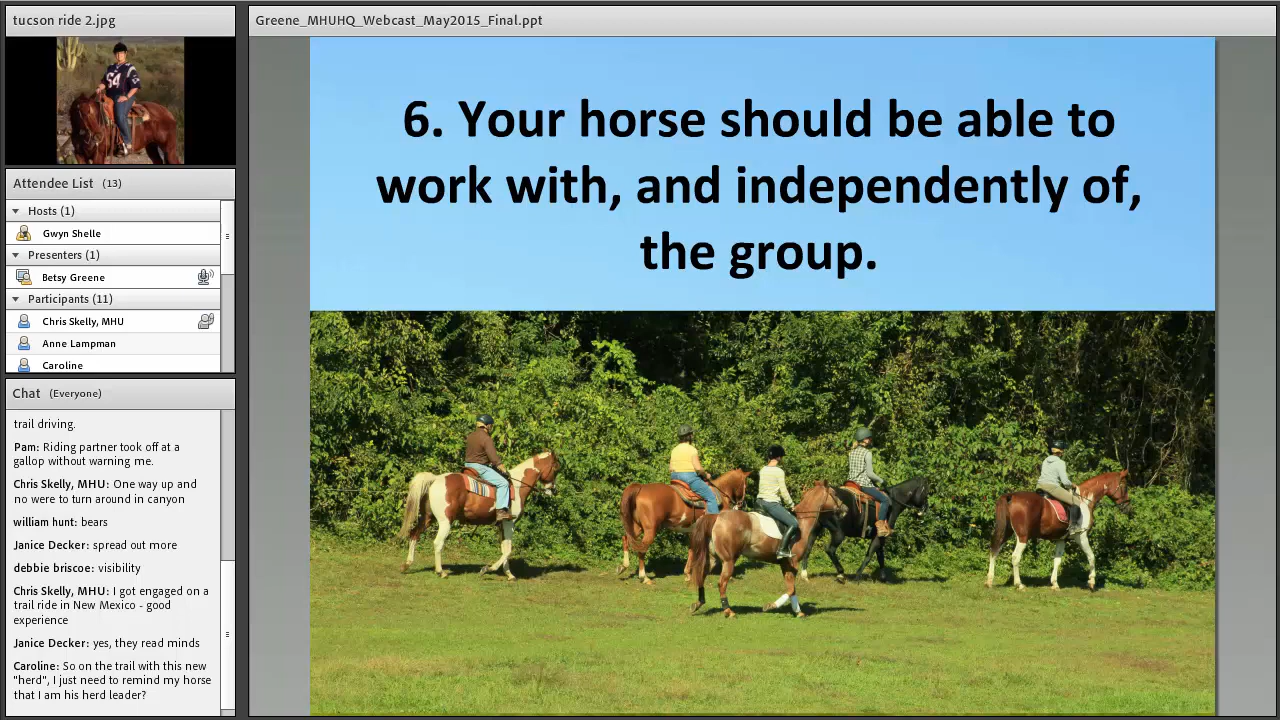 tucson ride 2.jpg
Greene_MHUHQ_Webcast_May2015_Final.ppt
54
Attendee List (13)
Hosts (1)
Gwyn Shelle
Presenters (1)
Betsy Greene
Participants (11)
Chris Skelly, MHU
Anne Lampman
Caroline
Chat (Everyone)
trail driving.
Pam: Riding partner took off at a
gallop without warning me.
Chris Skelly, MHU: One way up and
no were to turn around in canyon
william hunt: bears
Janice Decker: spread out more
debbie briscoe: visibility
Chris Skelly, MHU: I got engaged on a
trail ride in New Mexico - good
experience
Janice Decker: yes, they read minds
Caroline: So on the trail with this new
"herd", I just need to remind my horse
that I am his herd leader?
6. Your horse should be able to
work with, and independently of,
the group.